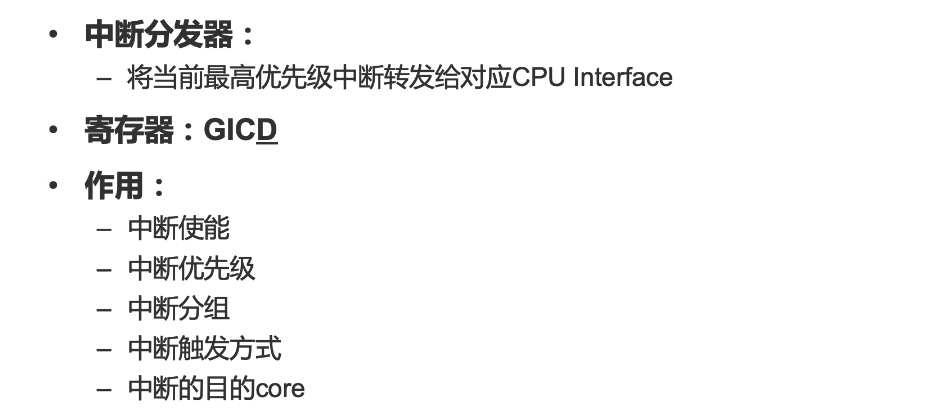 • 中断分发器：
– 将当前最高优先级中断转发给对应CPU Interface
• 寄存器：GICD
• 作用：
– 中断使能
– 中断优先级
– 中断分组
– 中断触发方式
– 中断的目的core